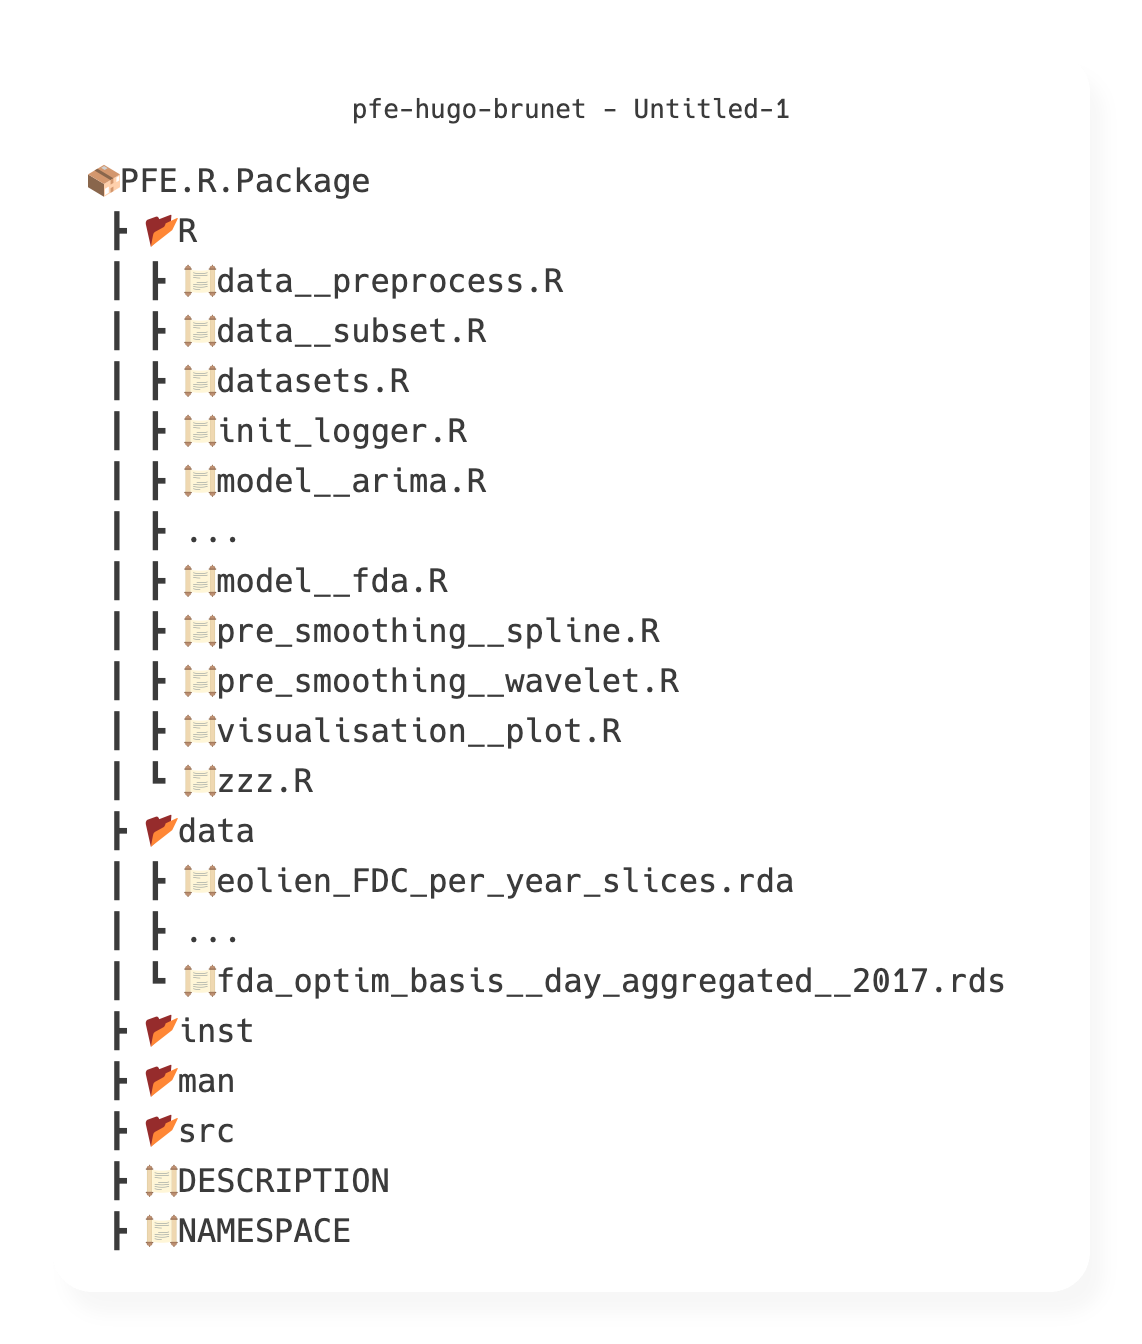 pfe-hugo-brunet - Untitled-1
📦PFE.R.Package
┣ 📂R
┃ ┣ 📜data__preprocess.R
┃ ┣ 📜data__subset.R
┃ ┣ 📜datasets.R
┃ ┣ 📜init_logger.R
┃ ┣ 📜model__arima.R
┃ ┣ ...
┃ ┣ 📜model__fda.R
┃ ┣ 📜pre_smoothing__spline.R
┃ ┣ 📜pre_smoothing__wavelet.R
┃ ┣ 📜visualisation__plot.R
┃ ┗ 📜zzz.R
┣ 📂data
┃ ┣ 📜eolien_FDC_per_year_slices.rda
┃ ┣ ...
┃ ┗ 📜fda_optim_basis__day_aggregated__2017.rds
┣ 📂inst
┣ 📂man
┣ 📂src
┣ 📜DESCRIPTION
┣ 📜NAMESPACE